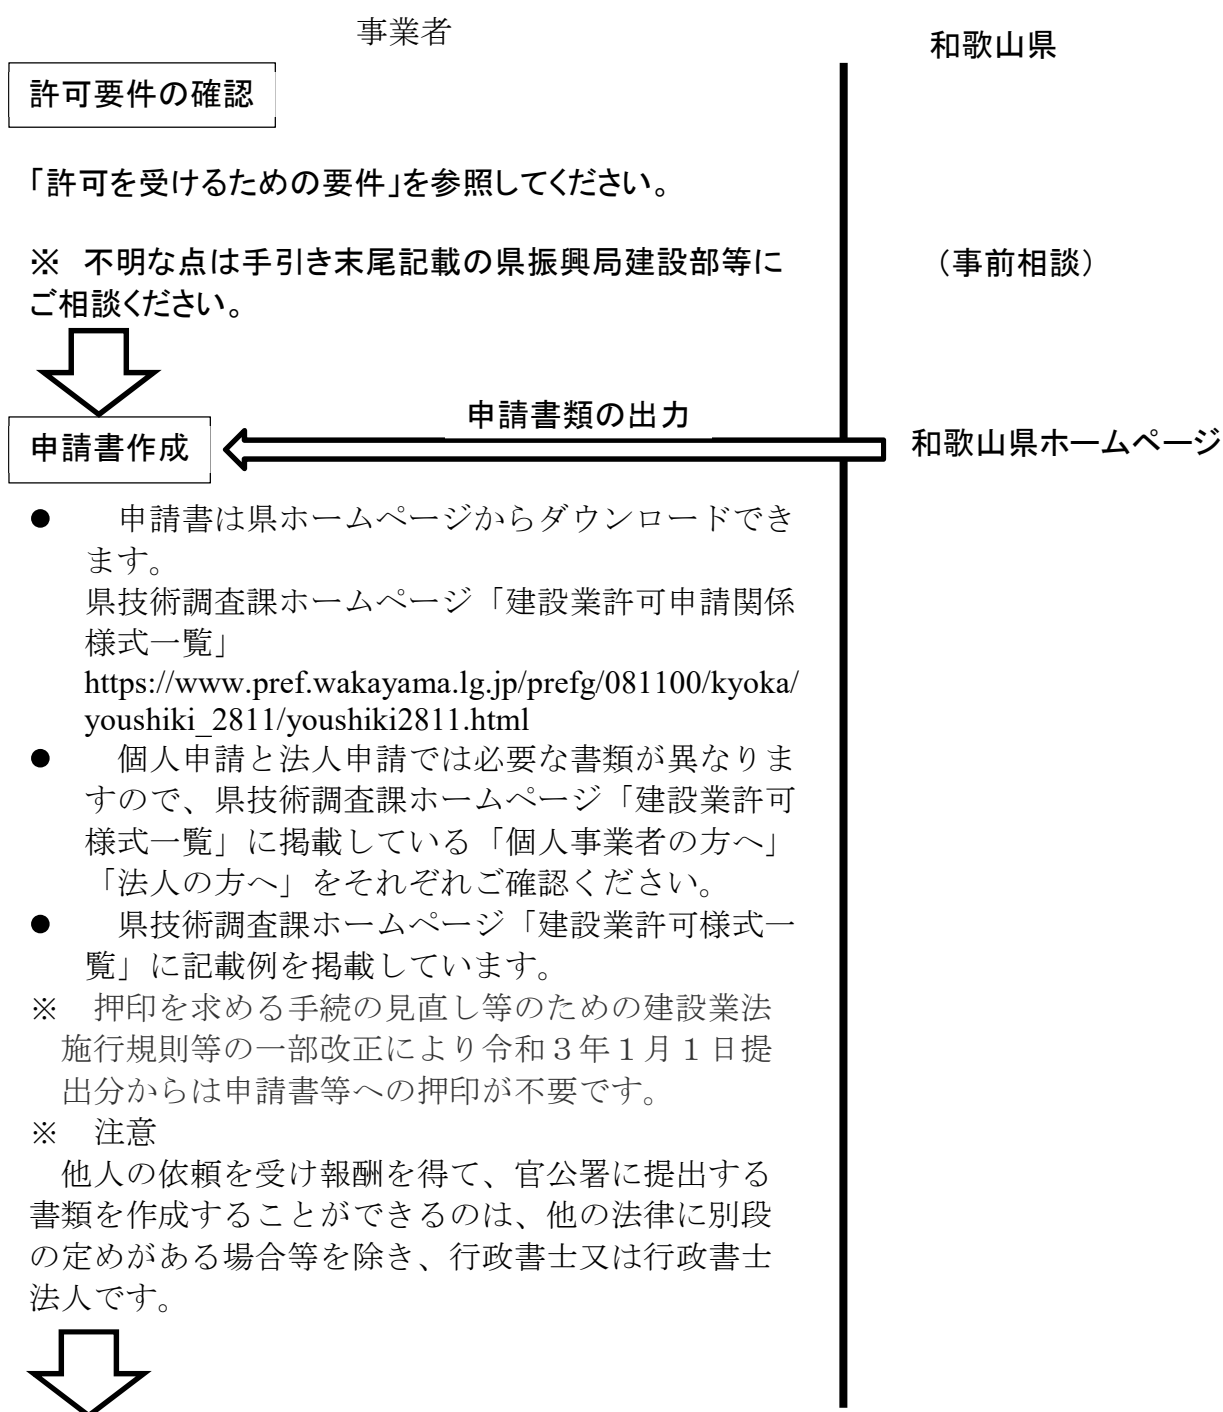 事業者
和歌山県
許可要件の確認
「許可を受けるための要件」を参照してください。
※　不明な点は手引き末尾記載の県振興局建設部等に
ご相談ください。
（事前相談）
申請書類の出力
申請書作成
和歌山県ホームページ
●　申請書は県ホームページからダウンロードでき
ます。
県技術調査課ホームページ「建設業許可申請関係
様式一覧」
https://www.pref.wakayama.lg.jp/prefg/081100/kyoka/
youshiki_2811/youshiki2811.html
●　個人申請と法人申請では必要な書類が異なりま
すので、県技術調査課ホームページ「建設業許可
様式一覧」に掲載している「個人事業者の方へ」
「法人の方へ」をそれぞれご確認ください。
●　県技術調査課ホームページ「建設業許可様式一
覧」に記載例を掲載しています。
※　押印を求める手続の見直し等のための建設業法
施行規則等の一部改正により令和３年１月１日提
出分からは申請書等への押印が不要です。
※　注意
他人の依頼を受け報酬を得て、官公署に提出する
書類を作成することができるのは、他の法律に別段
の定めがある場合等を除き、行政書士又は行政書士
法人です。